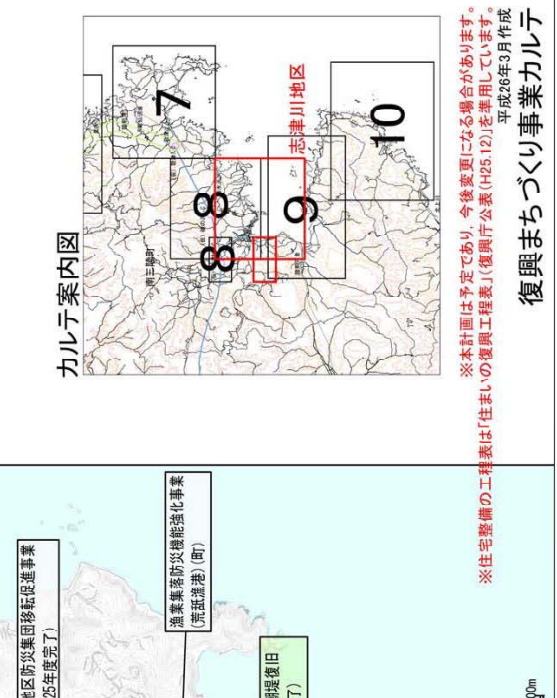 カルテ案内図
7
8
8
9
10
南三陸町
志津川地区
※本計画は予定であり、今後変更になる場合があります。
※住宅整備の工程表は「住まいの復興工程表」(復興庁公表(H25.12))を準用しています。
平成26年3月作成
復興まちづくり事業カルテ
地区防災集団移転促進事業
25年度完了)
漁業集落防災機能強化事業
(荒砥漁港)(町)
堤復旧
了)
00m